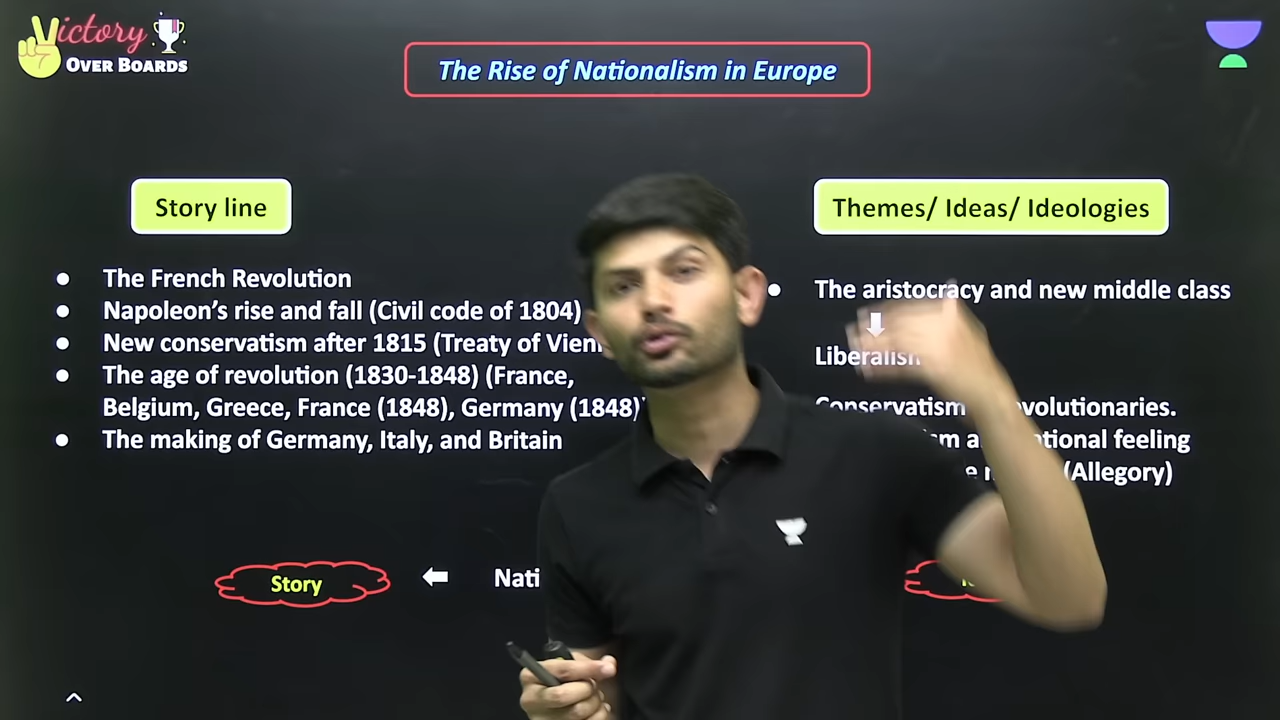 Victory
OVER BOARDS
The Rise of Nationalism in Europe
Story line
● The French Revolution
● Napoleon’s rise and fall (Civil code of 1804)
● New conservatism after 1815 (Treaty of
● The age of revolution (1830-1848) (France,
Belgium, Greece, France (1848), Germany (1848)
● The making of Germany, Italy, and Britain
Themes/ Ideas/ Ideologies
● The aristocracy and new middle class
Liberalism
Conservatism
feeling
(Allegory)
Story